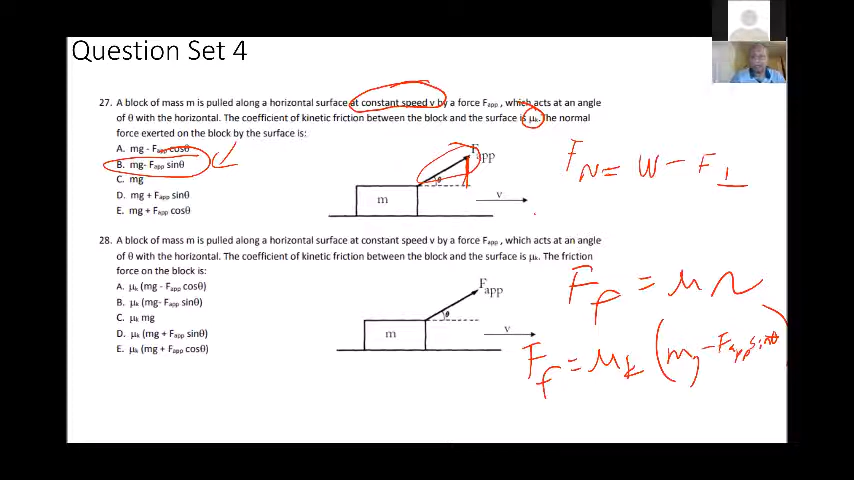 Question Set 4
27. A block of mass m is pulled along a horizontal surface at constant speed v by a force Fapp , which acts at an angle
of θ with the horizontal. The coefficient of kinetic friction between the block and the surface is μk. The normal
force exerted on the block by the surface is:
A. mg - Fapp cosθ
B. mg- Fapp sinθ
C. mg
D. mg + Fapp sinθ
E. mg + Fapp cosθ
Fapp
θ
m
v
FN = W - F⊥
28. A block of mass m is pulled along a horizontal surface at constant speed v by a force Fapp , which acts at an angle
of θ with the horizontal. The coefficient of kinetic friction between the block and the surface is μk. The friction
force on the block is:
A. μk (mg - Fapp cosθ)
B. μk (mg- Fapp sinθ)
C. μk mg
D. μk (mg + Fapp sinθ)
E. μk (mg + Fapp cosθ)
Fapp
θ
m
v
Ff = μN
Ff = μk (mg - Fapp sinθ)